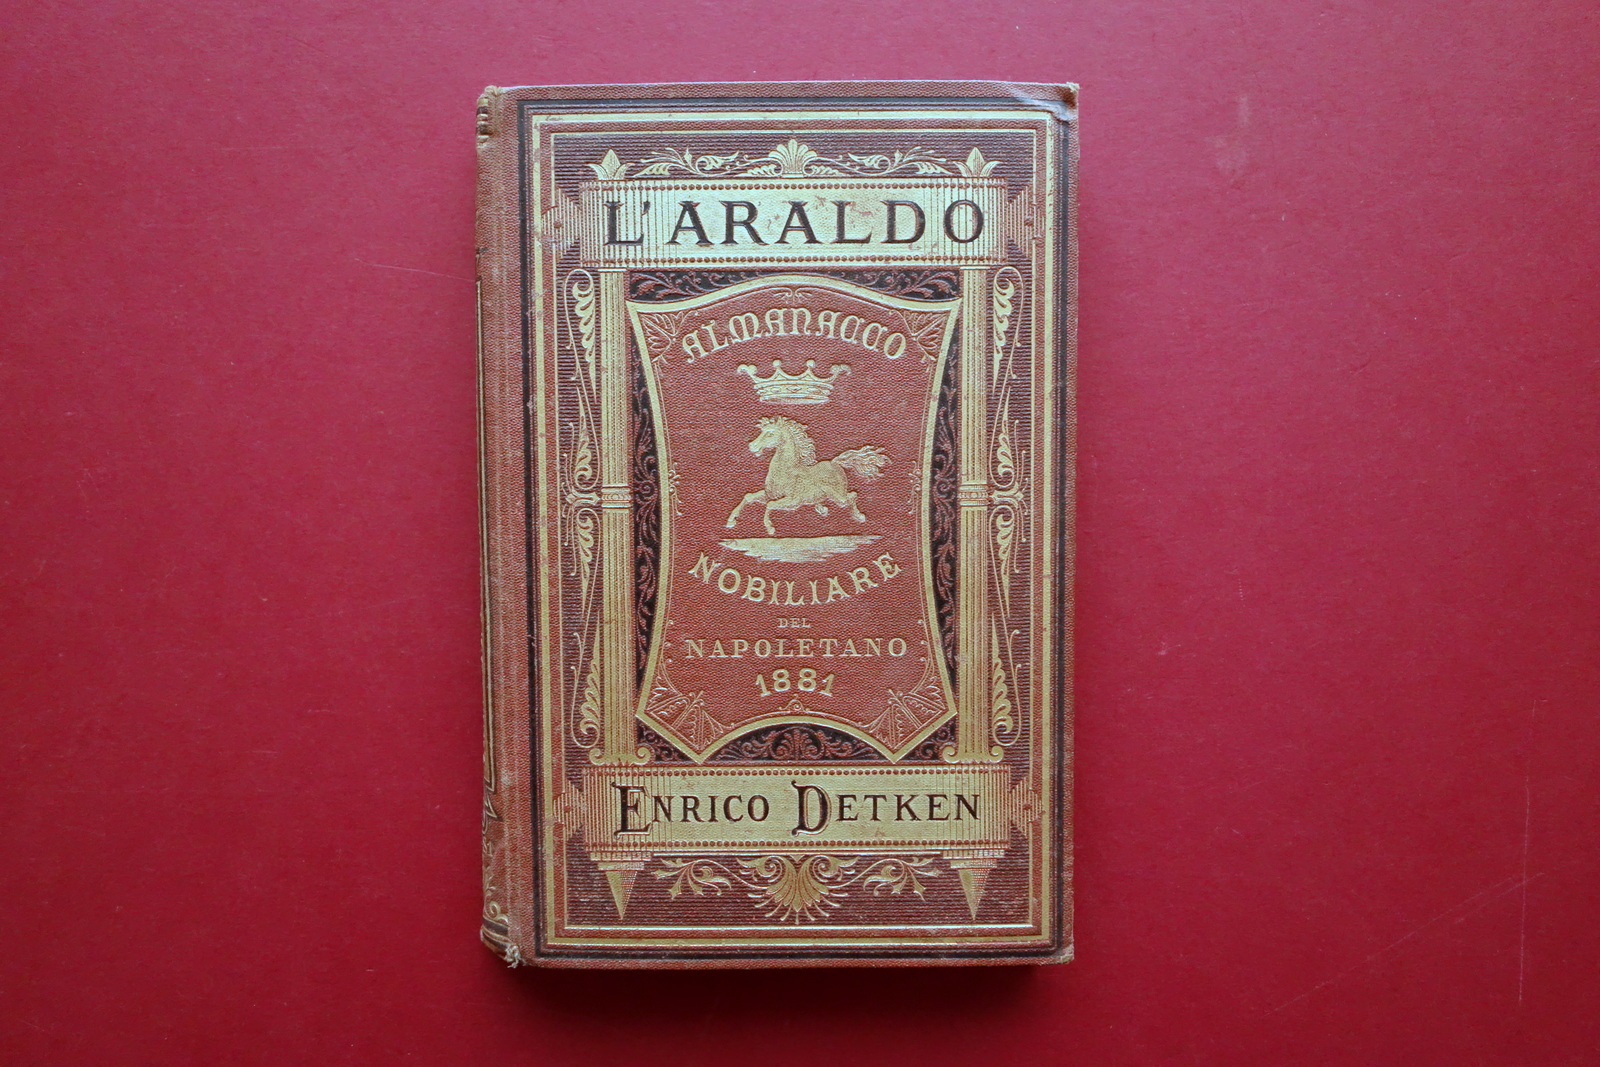 L'ARALDO
ALMANACCO
NOBILIARE
DEL
NAPOLETANO
1881
ENRICO DETKEN